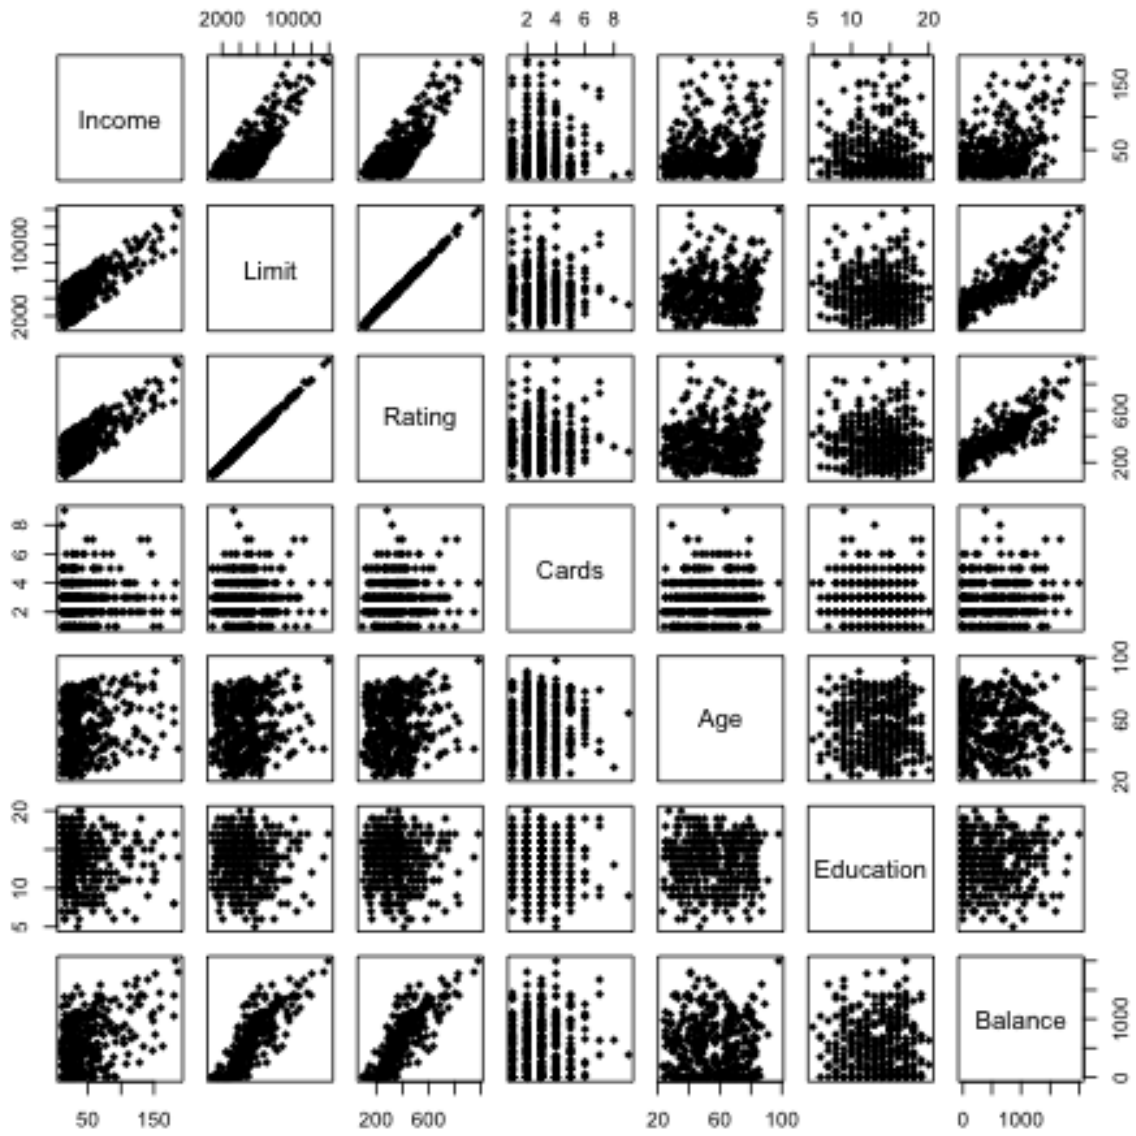 2000 10000 2 4 6 8 5 10 20
Income 50 150
2000 10000 Limit
Rating 200 600
2 4 6 8 Cards
Age 20 60 100
5 10 20 Education
Balance 0 1000
50 150 200 600 20 60 100 0 1000